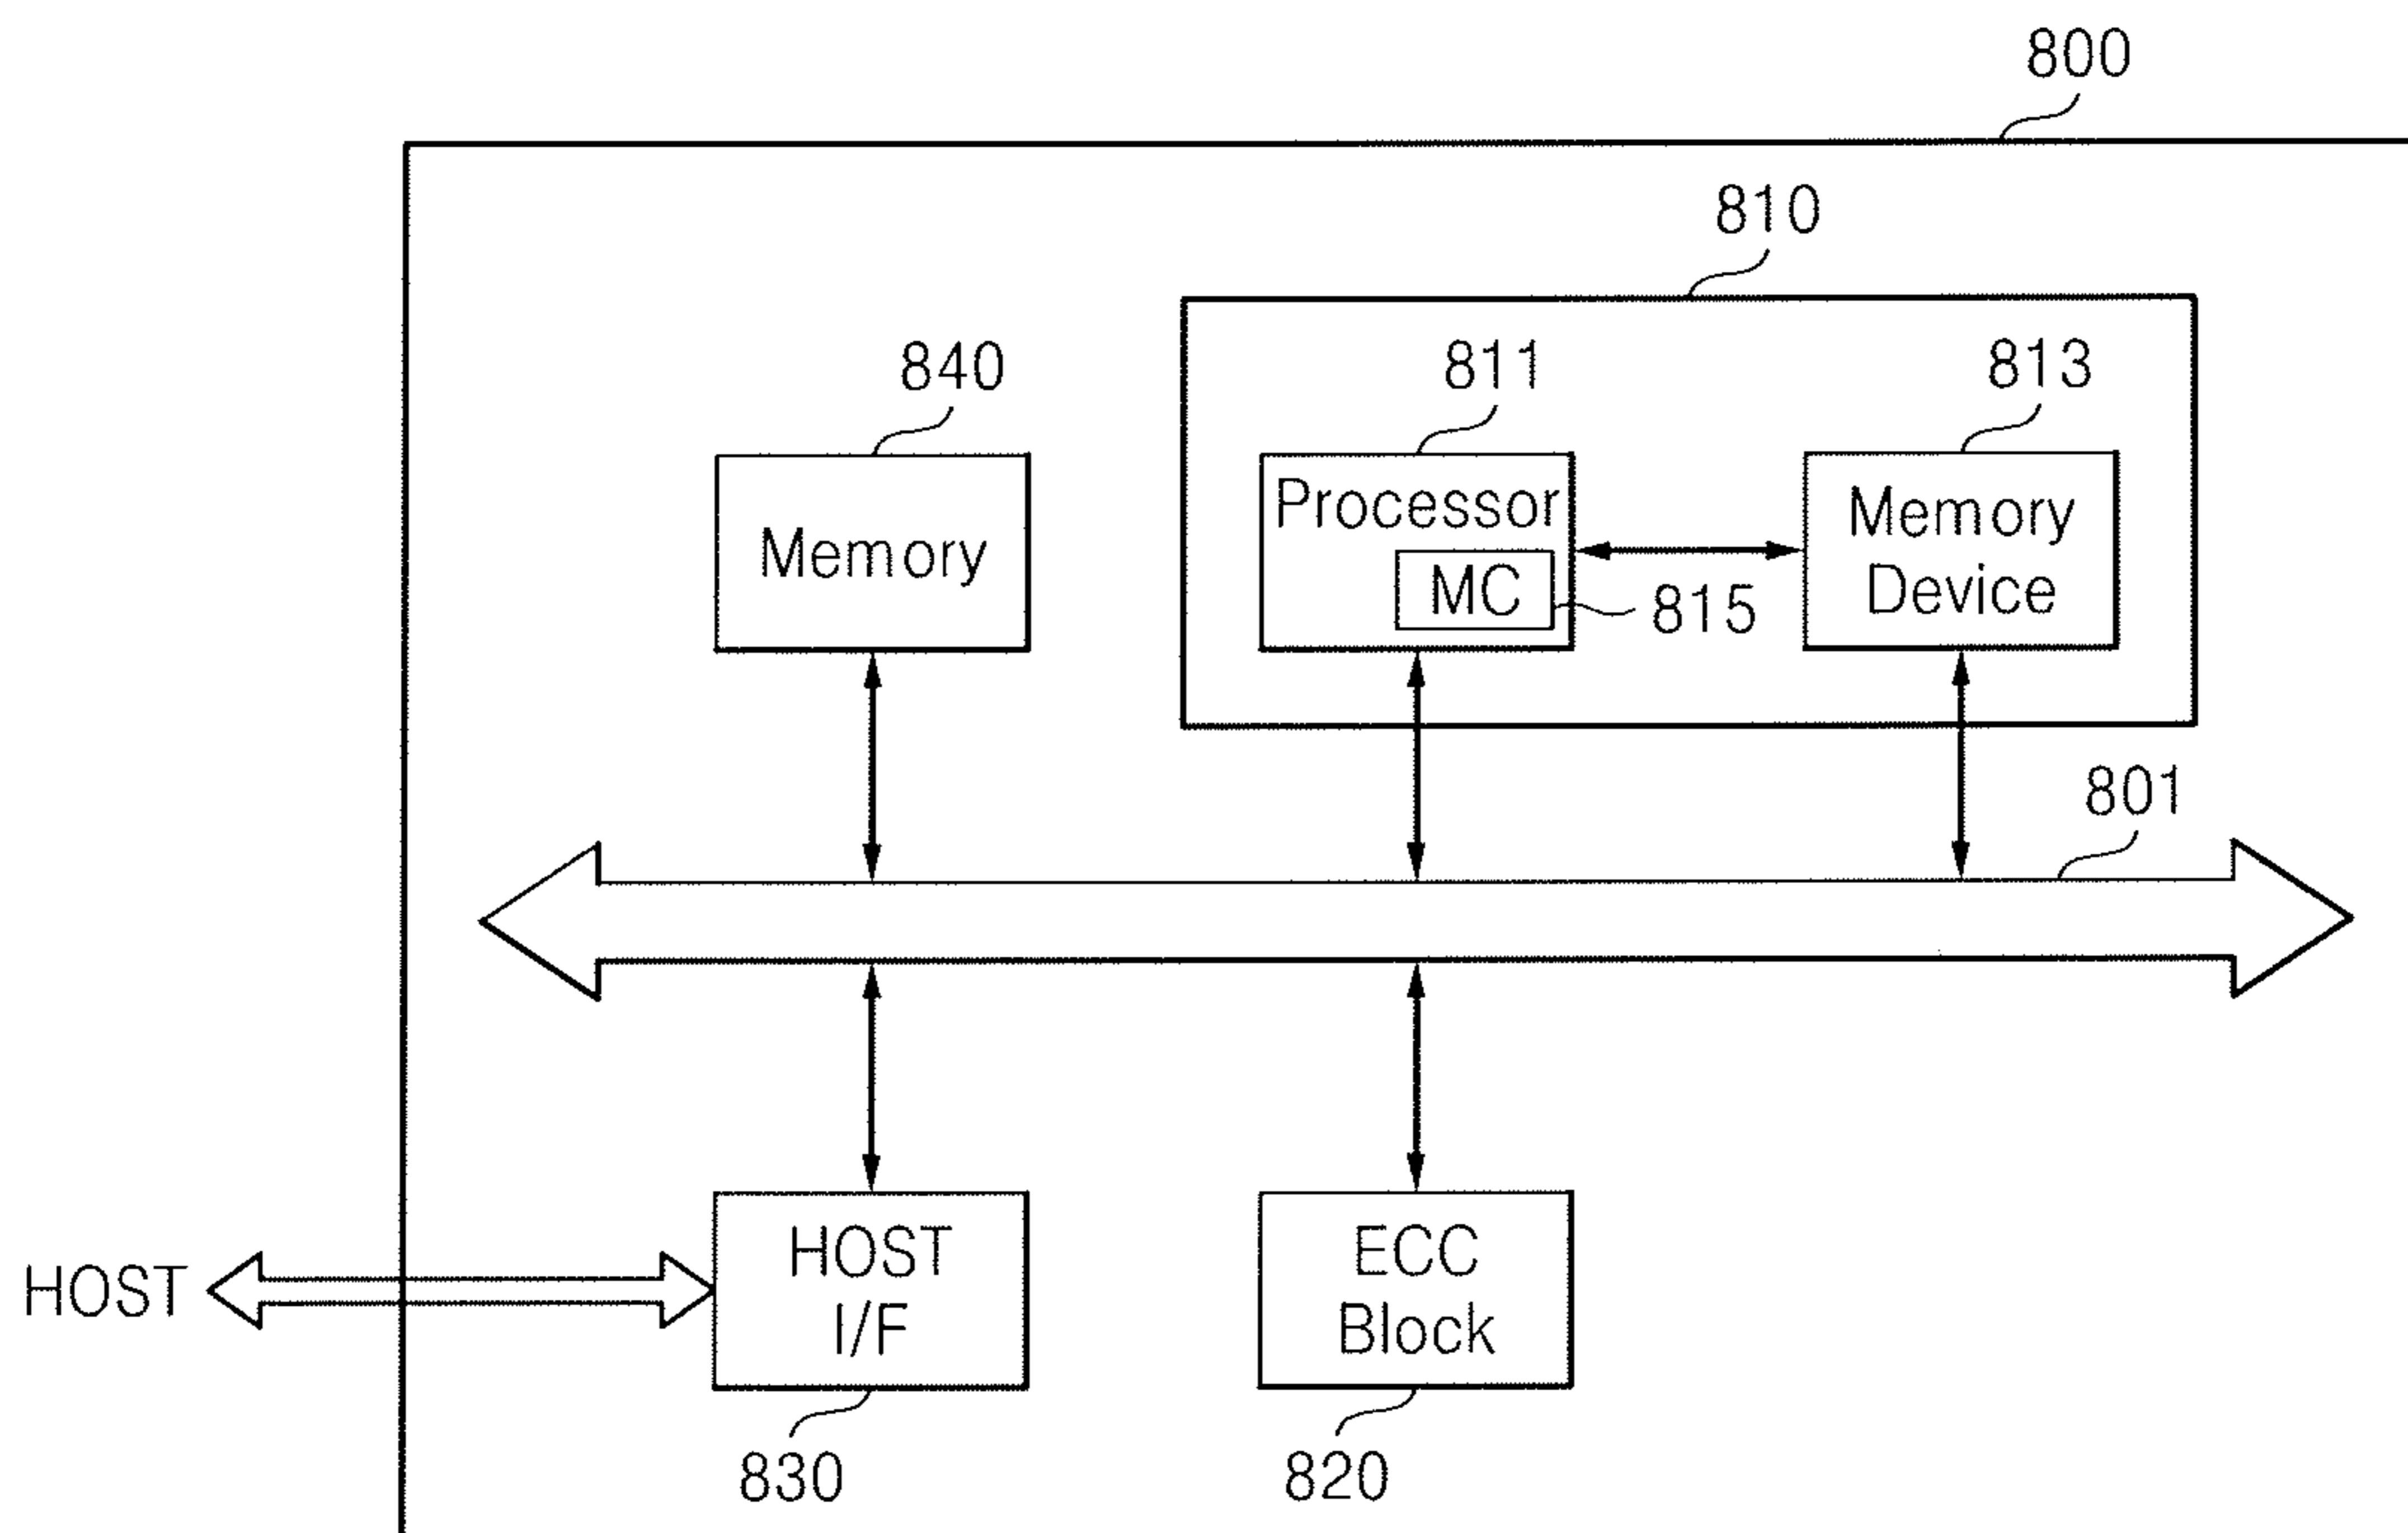 800
810
840
811
813
Memory
Processor
MC
815
Memory
Device
801
HOST
HOST
I/F
ECC
Block
830
820